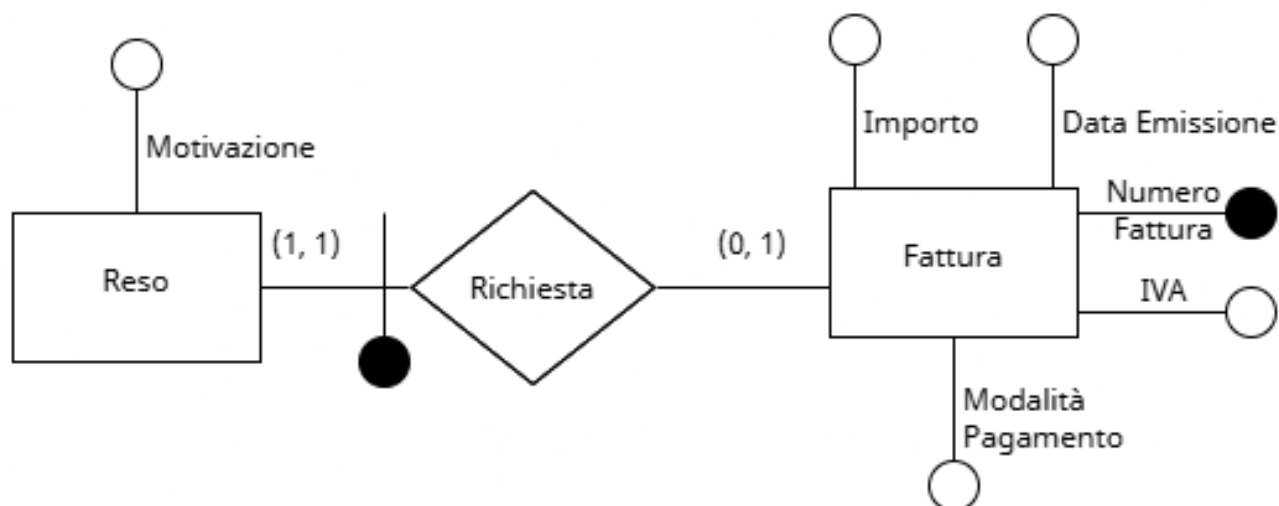 Motivazione
Importo
Data Emissione
Reso
(1, 1)
Richiesta
(0, 1)
Fattura
Numero
Fattura
IVA
Modalità
Pagamento